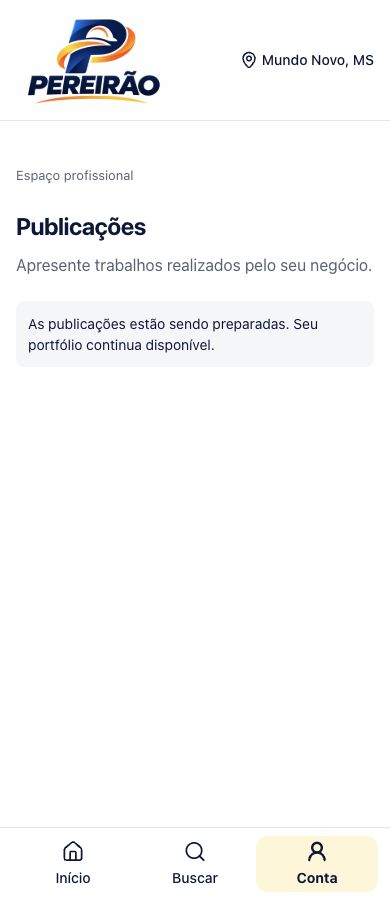 PEREIRÃO
Mundo Novo, MS
Espaço profissional
Publicações
Apresente trabalhos realizados pelo seu negócio.
As publicações estão sendo preparadas. Seu
portfólio continua disponível.
Início
Buscar
Conta